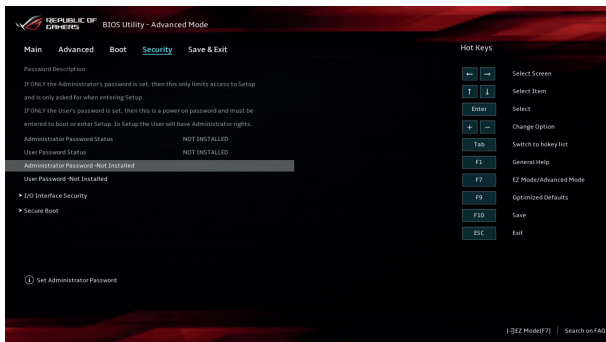 REPUBLIC OF
GAMERS
BIOS Utility - Advanced Mode
Main Advanced Boot Security Save & Exit
Hot Keys
Password Description
If ONLY the Administrator's password is set, then this only limits access to Setup
and is only asked for when entering Setup.
If ONLY the User's password is set, then this is a power on password and must be
entered to boot or enter Setup. In Setup the User will have Administrator rights.
Administrator Password Status NOT INSTALLED
User Password Status NOT INSTALLED
Administrator Password -Not Installed
User Password -Not Installed
I/O Interface Security
Secure Boot
Set Administrator Password
← → Select Screen
↑ ↓ Select Item
Enter Select
+ − Change Option
Tab Switch to hokey list
F1 General Help
F7 EZ Mode/Advanced Mode
F9 Optimized Defaults
F10 Save
ESC Exit
EZ Mode(F7) | Search on FAQ